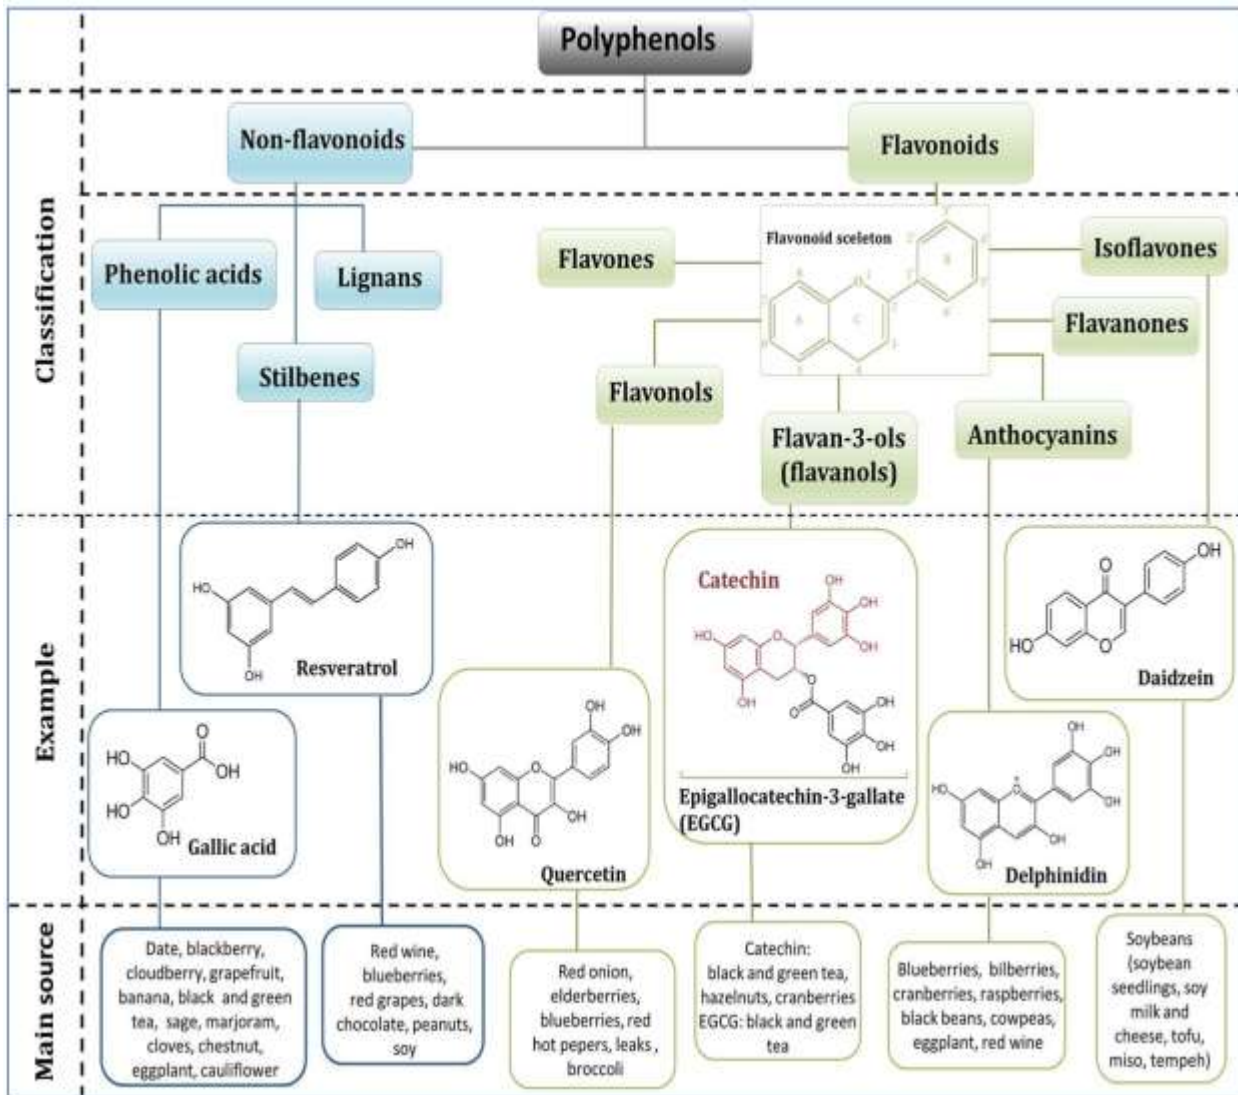 Polyphenols
Classification
Non-flavonoids
Flavonoids
Phenolic acids
Lignans
Stilbenes
Flavones
Flavonoid sceleton
Isoflavones
Flavanones
Flavonols
Flavan-3-ols
(flavanols)
Anthocyanins
Example
OH
HO
OH
Resveratrol
O
HO
OH
HO
OH
Gallic acid
OH
OH
HO
O
OH
OH
O
Quercetin
Catechin
OH
OH
HO
O
OH
OH
O
O
OH
OH
OH
Epigallocatechin-3-gallate
(EGCG)
OH
O
HO
O
Daidzein
OH
OH
HO
O
+
OH
OH
OH
Delphinidin
Main source
Date, blackberry,
cloudberry, grapefruit,
banana, black and green
tea, sage, marjoram,
cloves, chestnut,
eggplant, cauliflower
Red wine,
blueberries,
red grapes, dark
chocolate, peanuts,
soy
Red onion,
elderberries,
blueberries, red
hot pepers, leaks ,
broccoli
Catechin:
black and green tea,
hazelnuts, cranberries
EGCG: black and green
tea
Blueberries, bilberries,
cranberries, raspberries,
black beans, cowpeas,
eggplant, red wine
Soybeans
(soybean
seedlings, soy
milk and
cheese, tofu,
miso, tempeh)